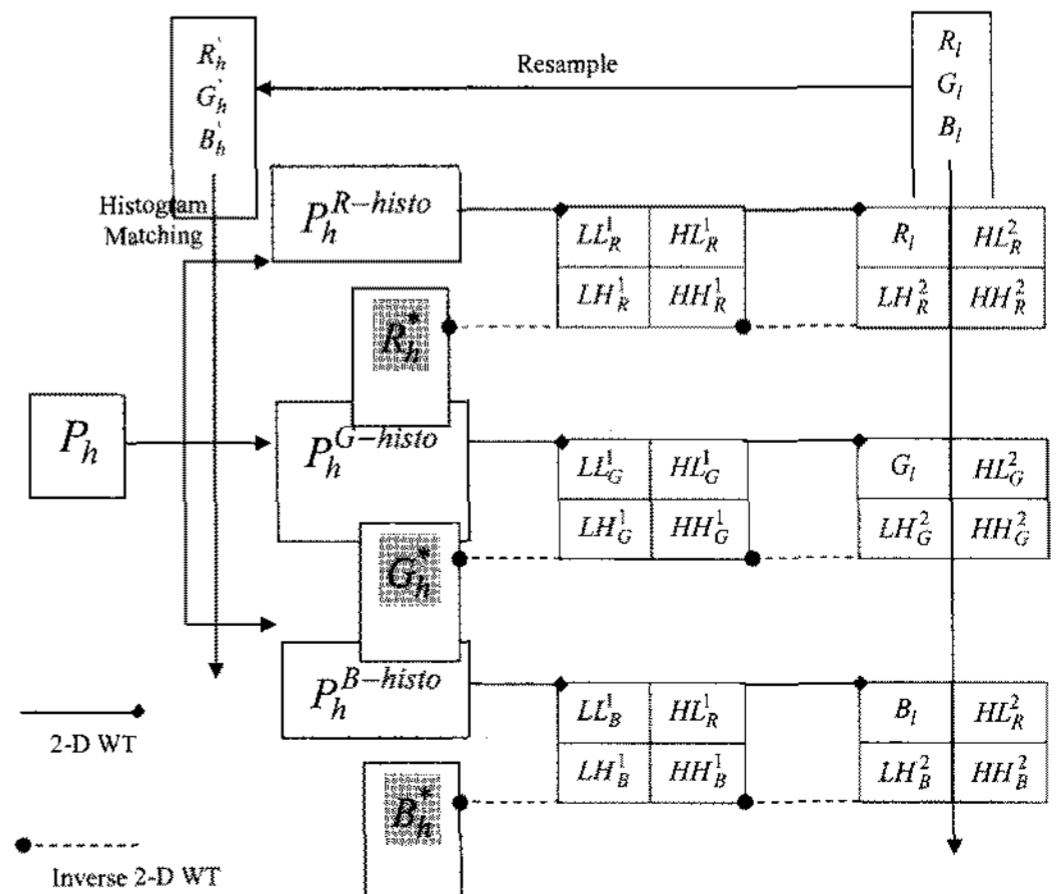 R`h
G`h
B`h
Resample
Rl
Gl
Bl
Histogram
Matching
Ph^R-histo
LL¹R HL¹R
LH¹R HH¹R
Rl HL²R
LH²R HH²R
R*h
Ph
Ph^G-histo
LL¹G HL¹G
LH¹G HH¹G
Gl HL²G
LH²G HH²G
G*h
Ph^B-histo
LL¹B HL¹R
LH¹B HH¹B
Bl HL²R
LH²B HH²B
B*h
2-D WT
Inverse 2-D WT